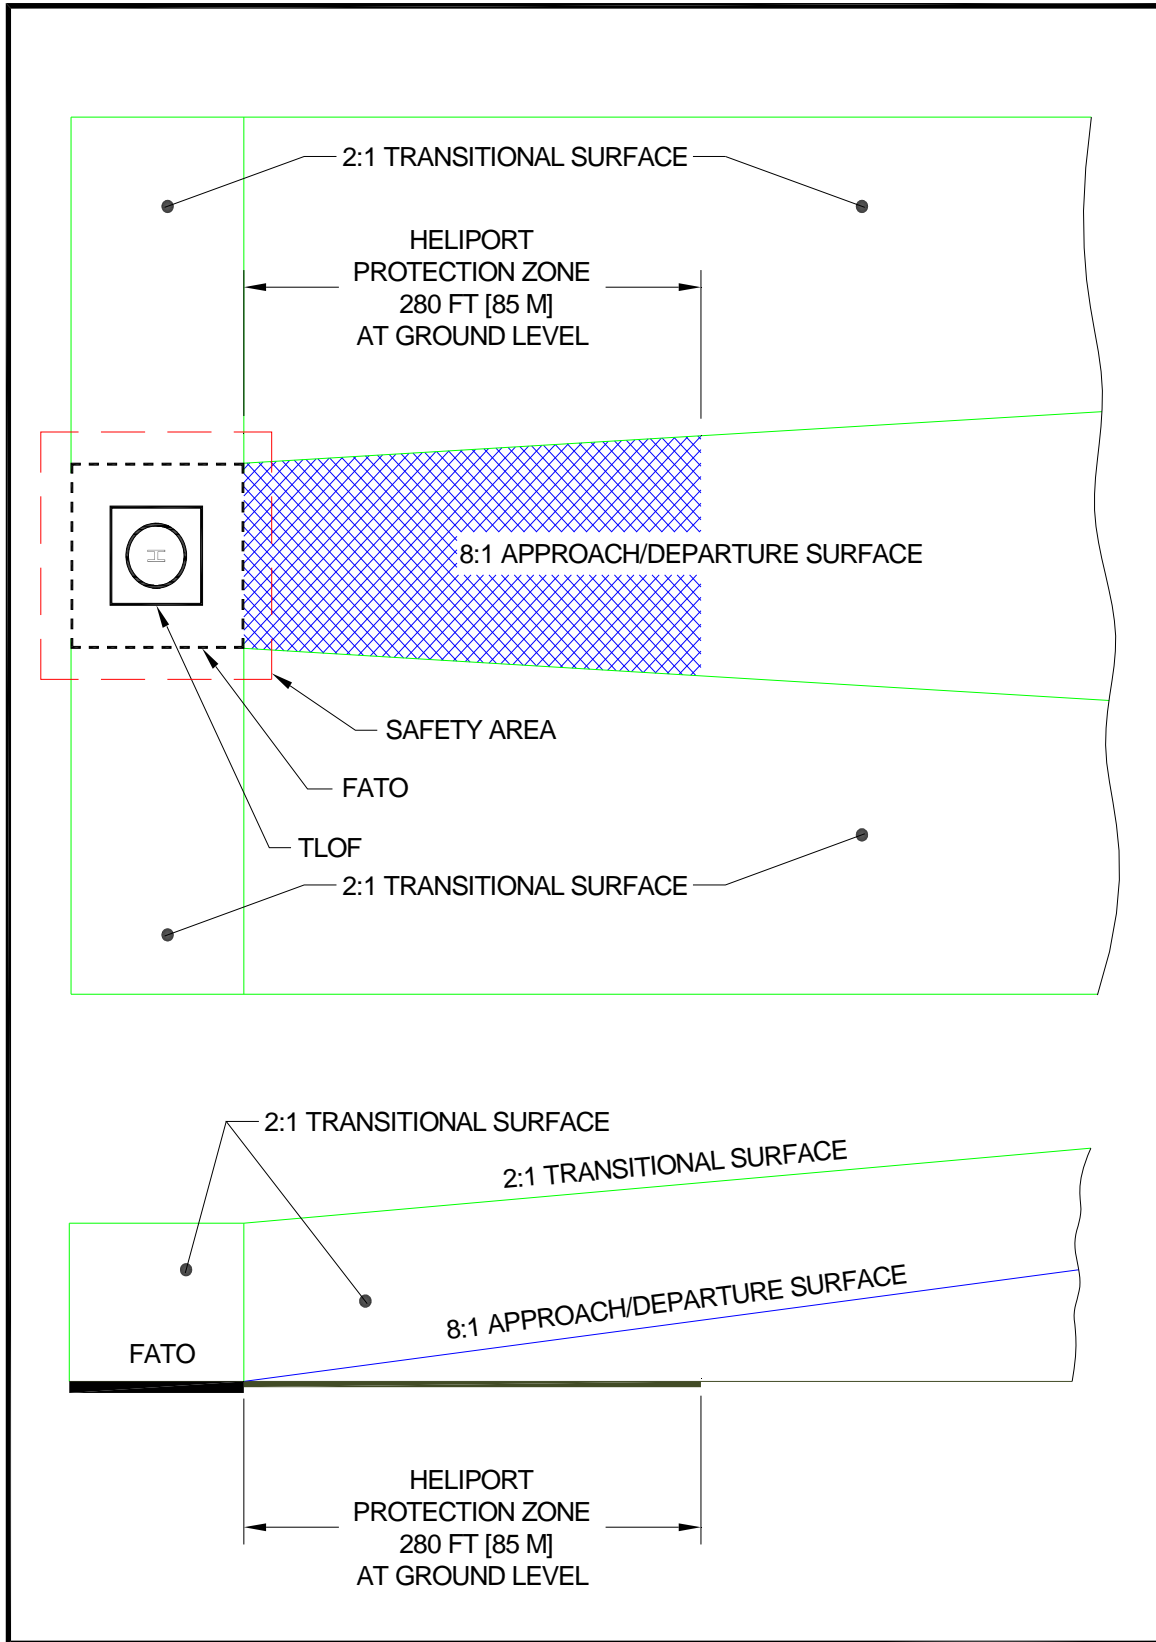 2:1 TRANSITIONAL SURFACE
HELIPORT
PROTECTION ZONE
280 FT [85 M]
AT GROUND LEVEL
H
8:1 APPROACH/DEPARTURE SURFACE
SAFETY AREA
FATO
TLOF
2:1 TRANSITIONAL SURFACE
2:1 TRANSITIONAL SURFACE
2:1 TRANSITIONAL SURFACE
8:1 APPROACH/DEPARTURE SURFACE
FATO
HELIPORT
PROTECTION ZONE
280 FT [85 M]
AT GROUND LEVEL